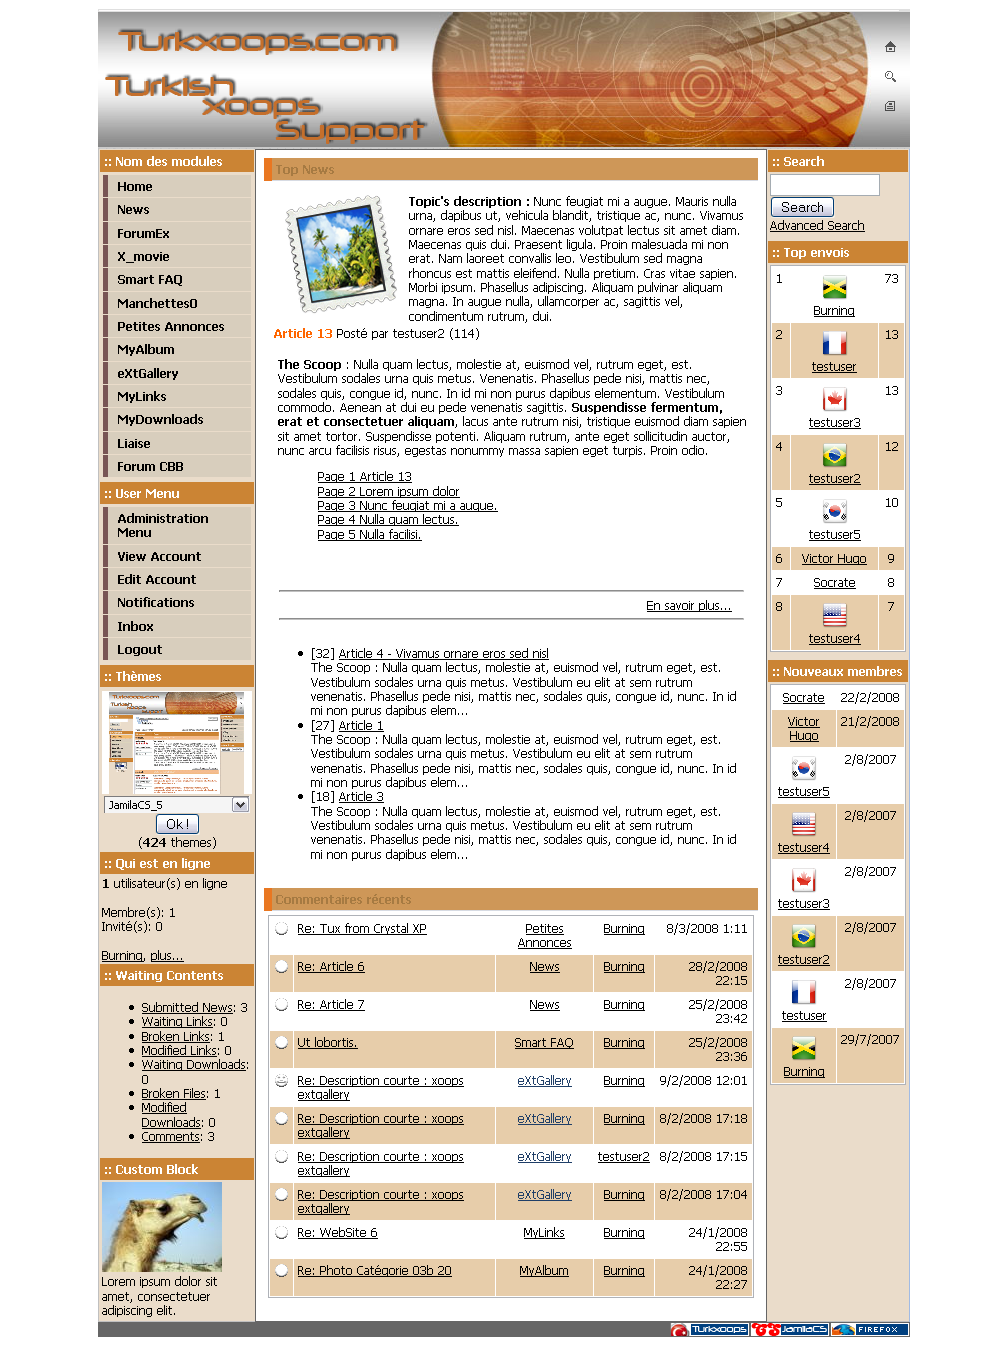 Turkxoops.com
Turkish
xoops
Support
:: Nom des modules
Home
News
ForumEx
X_movie
Smart FAQ
Manchettes0
Petites Annonces
MyAlbum
eXtGallery
MyLinks
MyDownloads
Liaise
Forum CBB
:: User Menu
Administration
Menu
View Account
Edit Account
Notifications
Inbox
Logout
:: Thèmes
JamilaCS_5
Ok !
(424 themes)
:: Qui est en ligne
1 utilisateur(s) en ligne
Membre(s): 1
Invité(s): 0
Burning, plus...
:: Waiting Contents
Submitted News: 3
Waiting Links: 0
Broken Links: 1
Modified Links: 0
Waiting Downloads:
0
Broken Files: 1
Modified
Downloads: 0
Comments: 3
:: Custom Block
Lorem ipsum dolor sit
amet, consectetuer
adipiscing elit.
Top News
Topic's description : Nunc feugiat mi a augue. Mauris nulla
urna, dapibus ut, vehicula blandit, tristique ac, nunc. Vivamus
ornare eros sed nisl. Maecenas volutpat lectus sit amet diam.
Maecenas quis dui. Praesent ligula. Proin malesuada mi non
erat. Nam laoreet convallis leo. Vestibulum sed magna
rhoncus est mattis eleifend. Nulla pretium. Cras vitae sapien.
Morbi ipsum. Phasellus adipiscing. Aliquam pulvinar aliquam
magna. In augue nulla, ullamcorper ac, sagittis vel,
condimentum rutrum, dui.
Article 13 Posté par testuser2 (114)
The Scoop : Nulla quam lectus, molestie at, euismod vel, rutrum eget, est.
Vestibulum sodales urna quis metus. Venenatis. Phasellus pede nisi, mattis nec,
sodales quis, congue id, nunc. In id mi non purus dapibus elementum. Vestibulum
commodo. Aenean at dui eu pede venenatis sagittis. Suspendisse fermentum,
erat et consectetuer aliquam, lacus ante rutrum nisi, tristique euismod diam sapien
sit amet tortor. Suspendisse potenti. Aliquam rutrum, ante eget sollicitudin auctor,
nunc arcu facilisis risus, egestas nonummy massa sapien eget turpis. Proin odio.
Page 1 Article 13
Page 2 Lorem ipsum dolor
Page 3 Nunc feugiat mi a augue.
Page 4 Nulla quam lectus.
Page 5 Nulla facilisi.
En savoir plus...
[32] Article 4 - Vivamus ornare eros sed nisl
The Scoop : Nulla quam lectus, molestie at, euismod vel, rutrum eget, est.
Vestibulum sodales urna quis metus. Vestibulum eu elit at sem rutrum
venenatis. Phasellus pede nisi, mattis nec, sodales quis, congue id, nunc. In id
mi non purus dapibus elem...
[27] Article 1
The Scoop : Nulla quam lectus, molestie at, euismod vel, rutrum eget, est.
Vestibulum sodales urna quis metus. Vestibulum eu elit at sem rutrum
venenatis. Phasellus pede nisi, mattis nec, sodales quis, congue id, nunc. In id
mi non purus dapibus elem...
[18] Article 3
The Scoop : Nulla quam lectus, molestie at, euismod vel, rutrum eget, est.
Vestibulum sodales urna quis metus. Vestibulum eu elit at sem rutrum
venenatis. Phasellus pede nisi, mattis nec, sodales quis, congue id, nunc. In id
mi non purus dapibus elem...
Commentaires récents
Re: Tux from Crystal XP Petites Annonces Burning 8/3/2008 1:11
Re: Article 6 News Burning 28/2/2008 22:15
Re: Article 7 News Burning 25/2/2008 23:42
Ut lobortis. Smart FAQ Burning 25/2/2008 23:36
Re: Description courte : xoops extgallery eXtGallery Burning 9/2/2008 12:01
Re: Description courte : xoops extgallery eXtGallery Burning 8/2/2008 17:18
Re: Description courte : xoops extgallery eXtGallery testuser2 8/2/2008 17:15
Re: Description courte : xoops extgallery eXtGallery Burning 8/2/2008 17:04
Re: WebSite 6 MyLinks Burning 24/1/2008 22:55
Re: Photo Catégorie 03b 20 MyAlbum Burning 24/1/2008 22:27
:: Search
Search
Advanced Search
:: Top envois
1 Burning 73
2 testuser 13
3 testuser3 13
4 testuser2 12
5 testuser5 10
6 Victor Hugo 9
7 Socrate 8
8 testuser4 7
:: Nouveaux membres
Socrate 22/2/2008
Victor Hugo 21/2/2008
testuser5 2/8/2007
testuser4 2/8/2007
testuser3 2/8/2007
testuser2 2/8/2007
testuser 2/8/2007
Burning 29/7/2007
Turkxoops JamilaCS FIREFOX